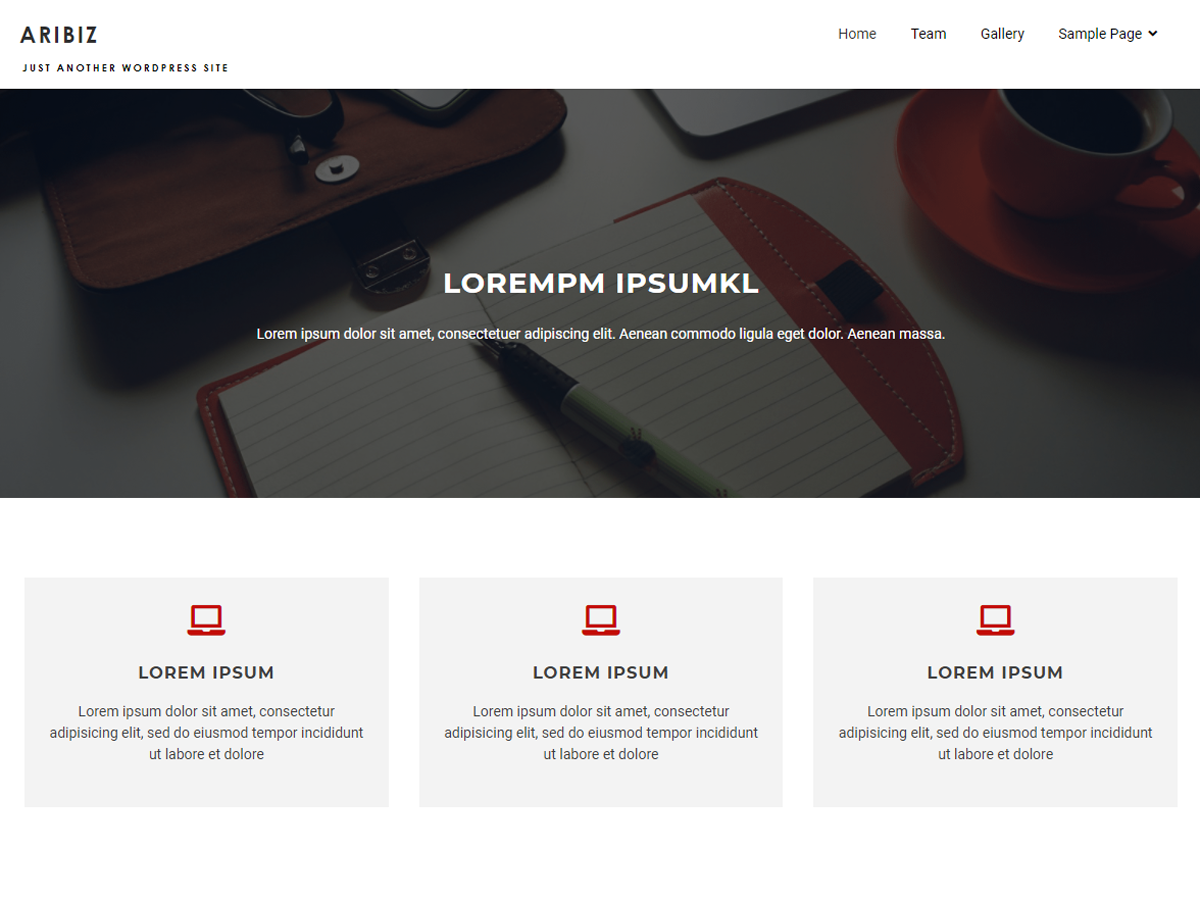 ARIBIZ
Home Team Gallery Sample Page
JUST ANOTHER WORDPRESS SITE
LOREMPM IPSUMKL
Lorem ipsum dolor sit amet, consectetuer adipiscing elit. Aenean commodo ligula eget dolor. Aenean massa.
LOREM IPSUM
Lorem ipsum dolor sit amet, consectetur
adipisicing elit, sed do eiusmod tempor incididunt
ut labore et dolore
LOREM IPSUM
Lorem ipsum dolor sit amet, consectetur
adipisicing elit, sed do eiusmod tempor incididunt
ut labore et dolore
LOREM IPSUM
Lorem ipsum dolor sit amet, consectetur
adipisicing elit, sed do eiusmod tempor incididunt
ut labore et dolore